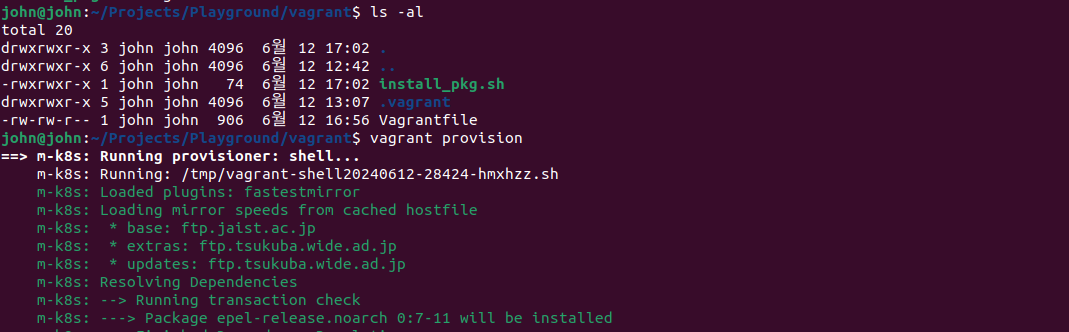 john@john:~/Projects/Playground/vagrant$ ls -al
total 20
drwxrwxr-x 3 john john 4096  6월 12 17:02 .
drwxrwxr-x 6 john john 4096  6월 12 12:42 ..
-rwxrwxr-x 1 john john   74  6월 12 17:02 install_pkg.sh
drwxrwxr-x 5 john john 4096  6월 12 13:07 .vagrant
-rw-rw-r-- 1 john john  906  6월 12 16:56 Vagrantfile
john@john:~/Projects/Playground/vagrant$ vagrant provision
==> m-k8s: Running provisioner: shell...
    m-k8s: Running: /tmp/vagrant-shell20240612-28424-hmxhzz.sh
    m-k8s: Loaded plugins: fastestmirror
    m-k8s: Loading mirror speeds from cached hostfile
    m-k8s:  * base: ftp.jaist.ac.jp
    m-k8s:  * extras: ftp.tsukuba.wide.ad.jp
    m-k8s:  * updates: ftp.tsukuba.wide.ad.jp
    m-k8s: Resolving Dependencies
    m-k8s: --> Running transaction check
    m-k8s: ---> Package epel-release.noarch 0:7-11 will be installed